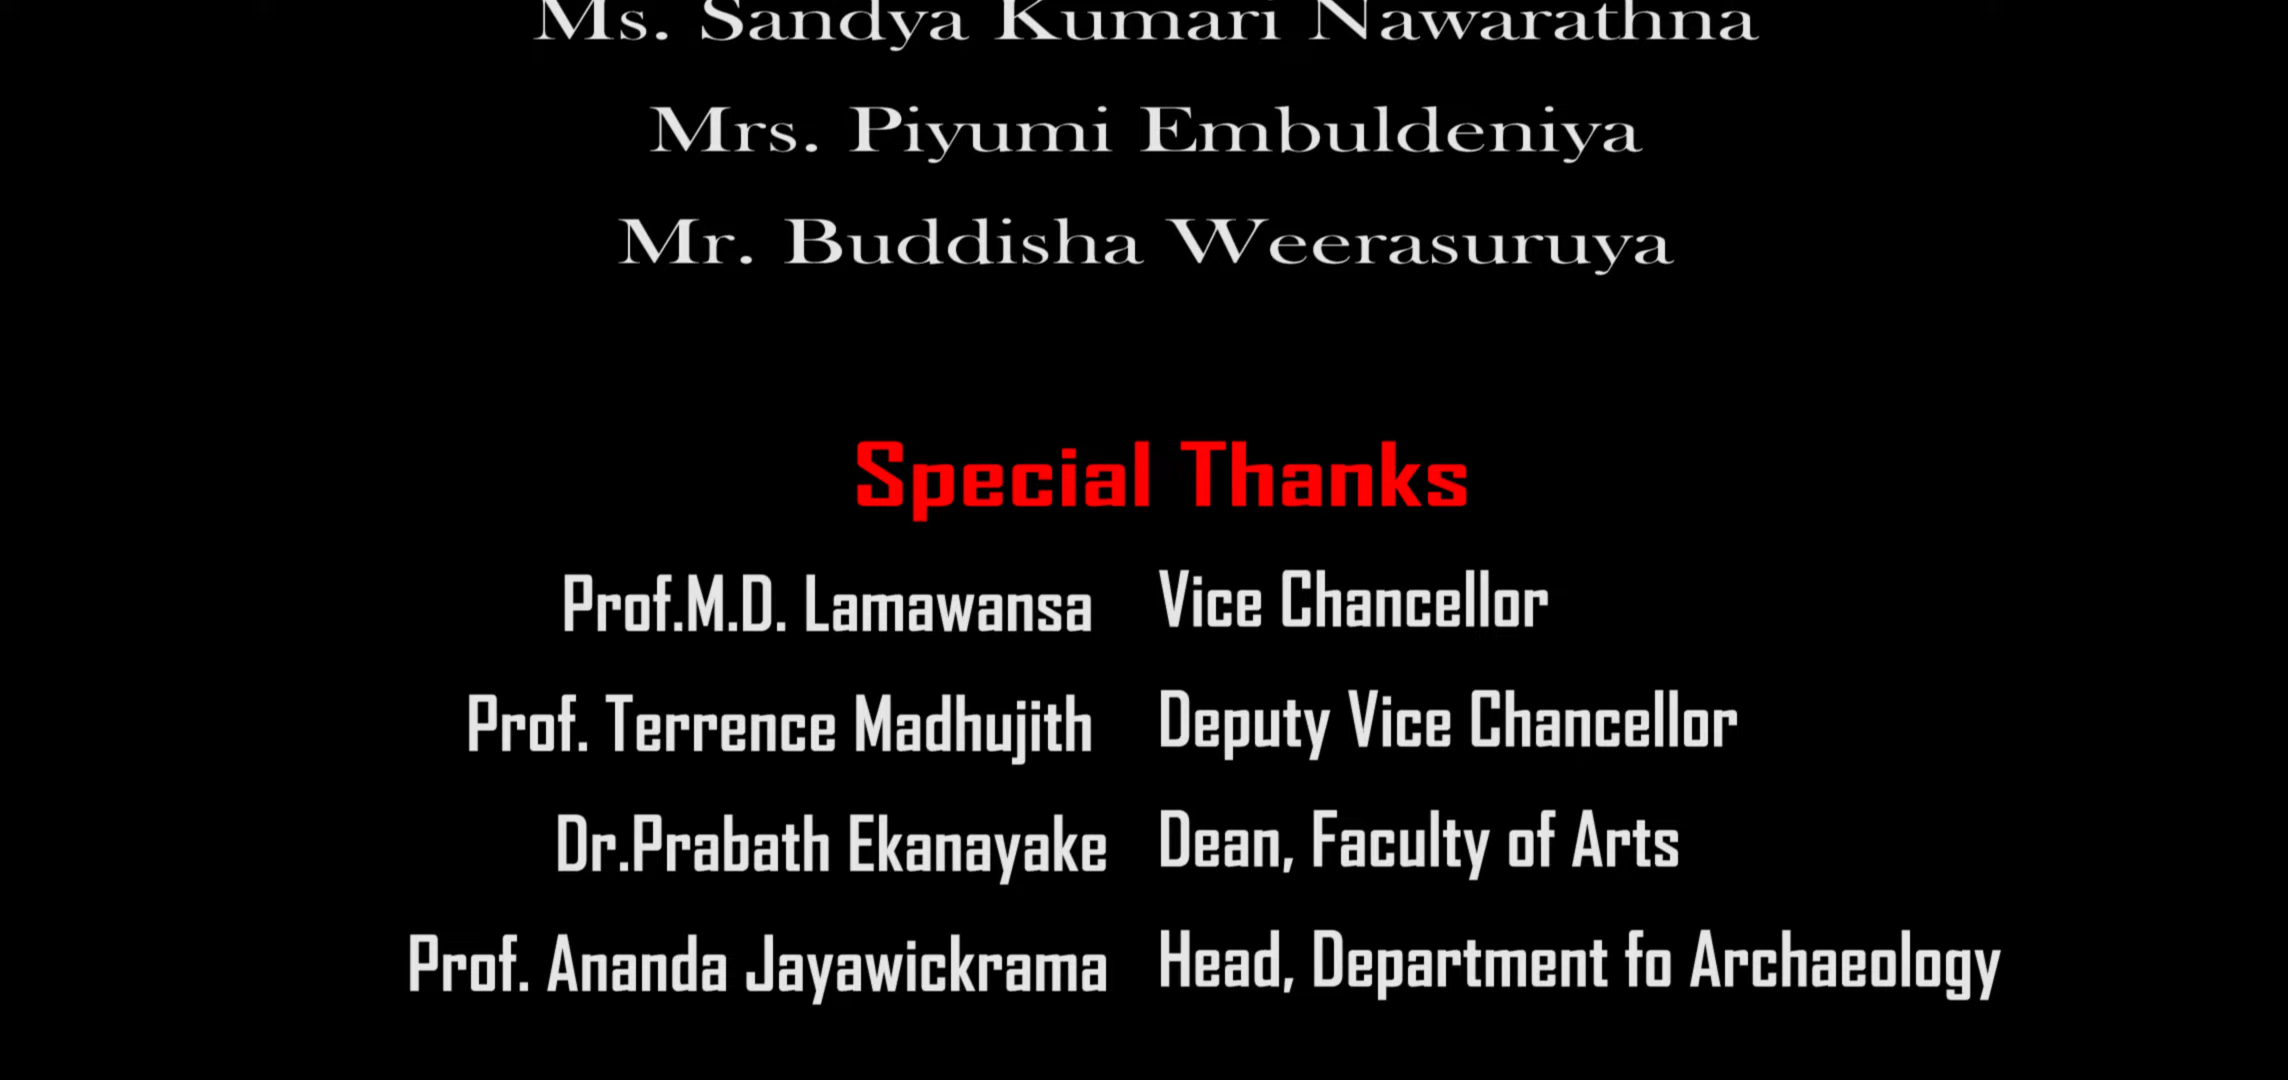 Ms. Sandya Kumari Nawarathna
Mrs. Piyumi Embuldeniya
Mr. Buddisha Weerasuruya
Special Thanks
Prof.M.D. Lamawansa Vice Chancellor
Prof. Terrence Madhujith Deputy Vice Chancellor
Dr.Prabath Ekanayake Dean, Faculty of Arts
Prof. Ananda Jayawickrama Head, Department fo Archaeology